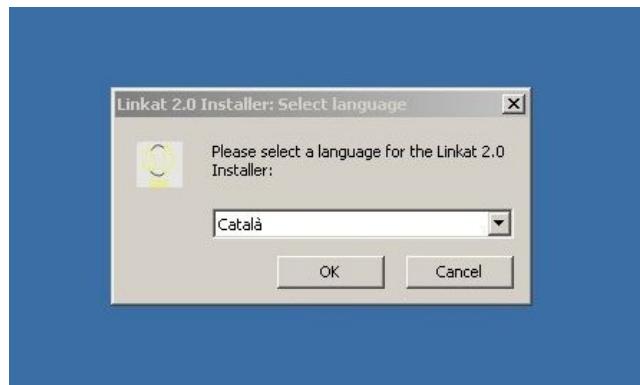 Linkat 2.0 Installer: Select language
Please select a language for the Linkat 2.0
Installer:
Català
OK
Cancel